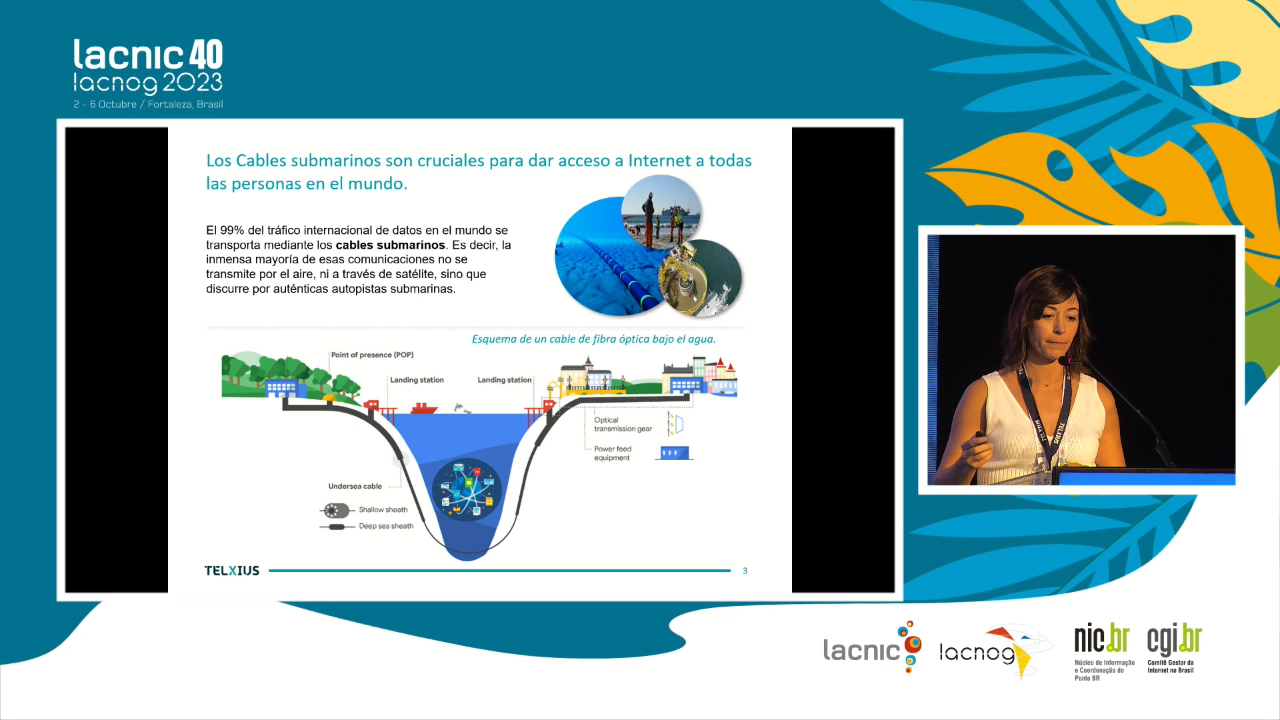 lacnic 40
lacnog 2023
2 - 6 Octubre / Fortaleza, Brasil
Los Cables submarinos son cruciales para dar acceso a Internet a todas
las personas en el mundo.
El 99% del tráfico internacional de datos en el mundo se
transporta mediante los cables submarinos. Es decir, la
inmensa mayoría de esas comunicaciones no se
transmite por el aire, ni a través de satélite, sino que
discurre por auténticas autopistas submarinas.
Esquema de un cable de fibra óptica bajo el agua.
Point of presence (POP)
Landing station
Landing station
Optical
transmission gear
Power feed
equipment
Undersea cable
Shallow sheath
Deep sea sheath
TELXIUS
3
TELXIUS
lacnic
lacnog
nic.br
Núcleo de Informação
e Coordenação do
Ponto BR
cgi.br
Comitê Gestor da
Internet no Brasil